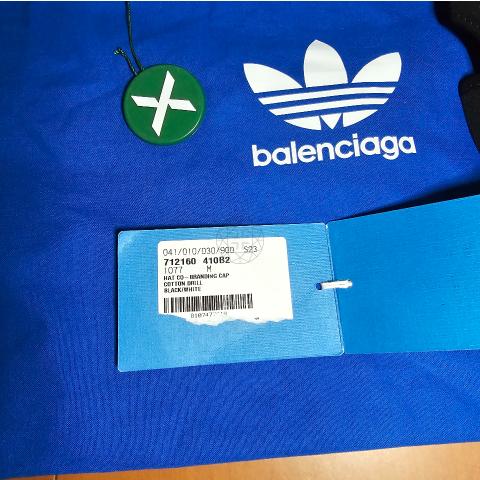 balenciaga
041/010/030/900 S23
712160 410B2
1077 M
HAT CO-BRANDING CAP
COTTON DRILL
BLACK/WHITE